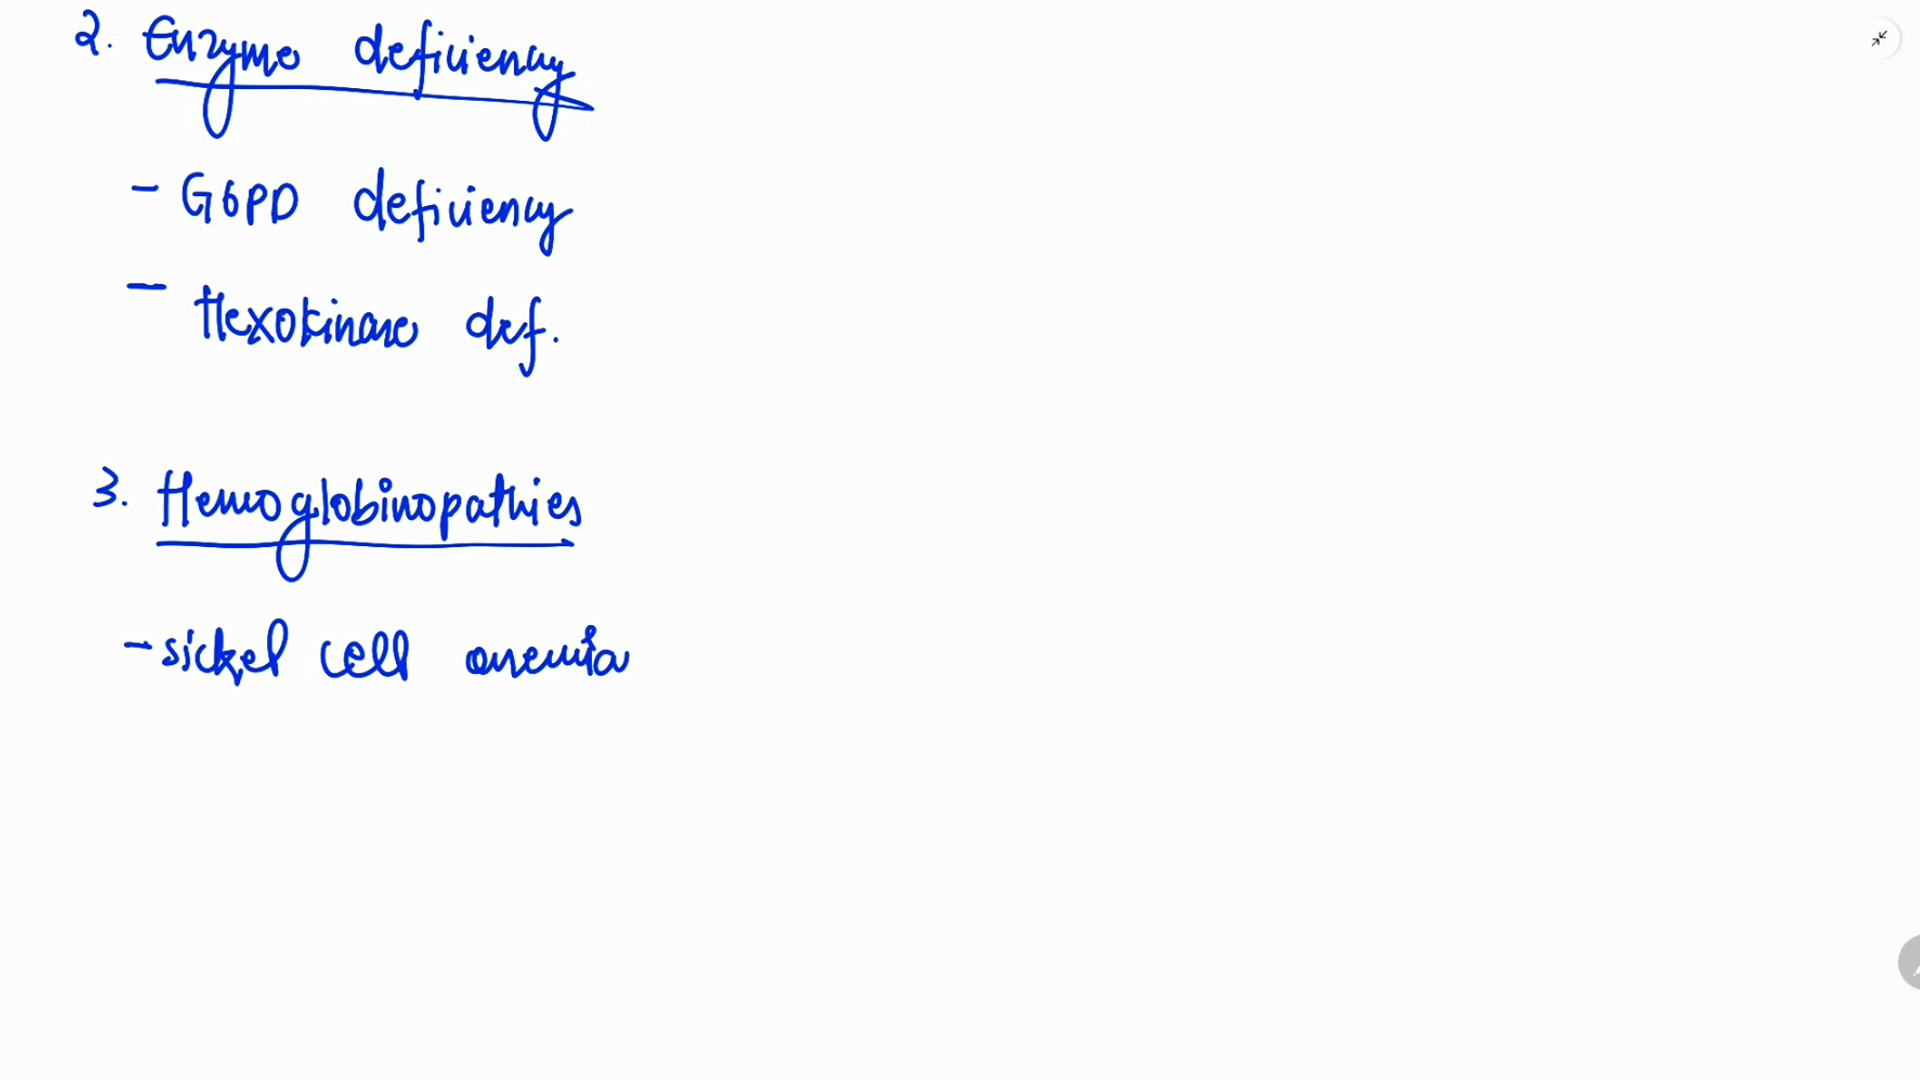 2. Enzyme deficiency
- G6PD deficiency
- Hexokinase def.
3. Hemoglobinopathies
- sickel cell anemia